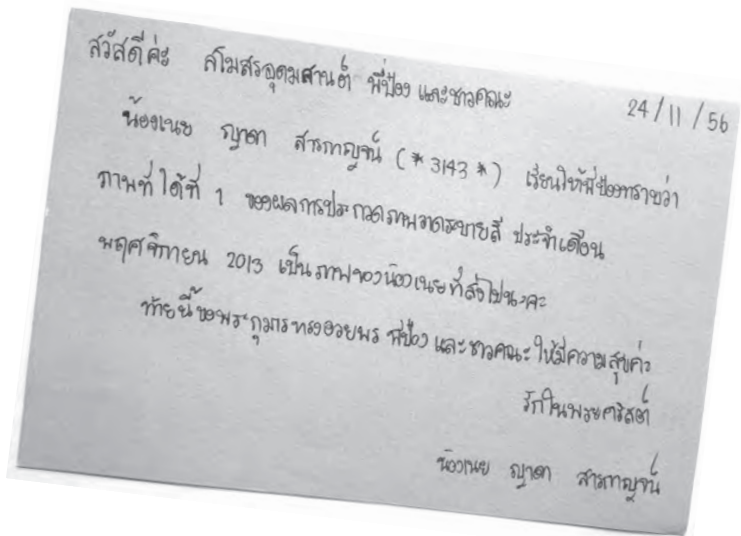 สวัสดีค่ะ สโมสรอุดมสานต์ พี่ป๋อง และชาวคณะ 24/11/56
น้องเนย ญาดา สารกาญจน์ (*3143*) เรียนให้พี่ป๋องทราบว่า
ภาพที่ได้ที่ 1 ของผลการประกวดภาพวาดระบายสี ประจำเดือน
พฤศจิกายน 2013 เป็นภาพของน้องเนยที่ส่งไปนะคะ
ท้ายนี้ขอพระกุมารทรงอวยพร พี่ป๋อง และชาวคณะให้มีความสุขค่ะ
รักในพระคริสต์
น้องเนย ญาดา สารกาญจน์